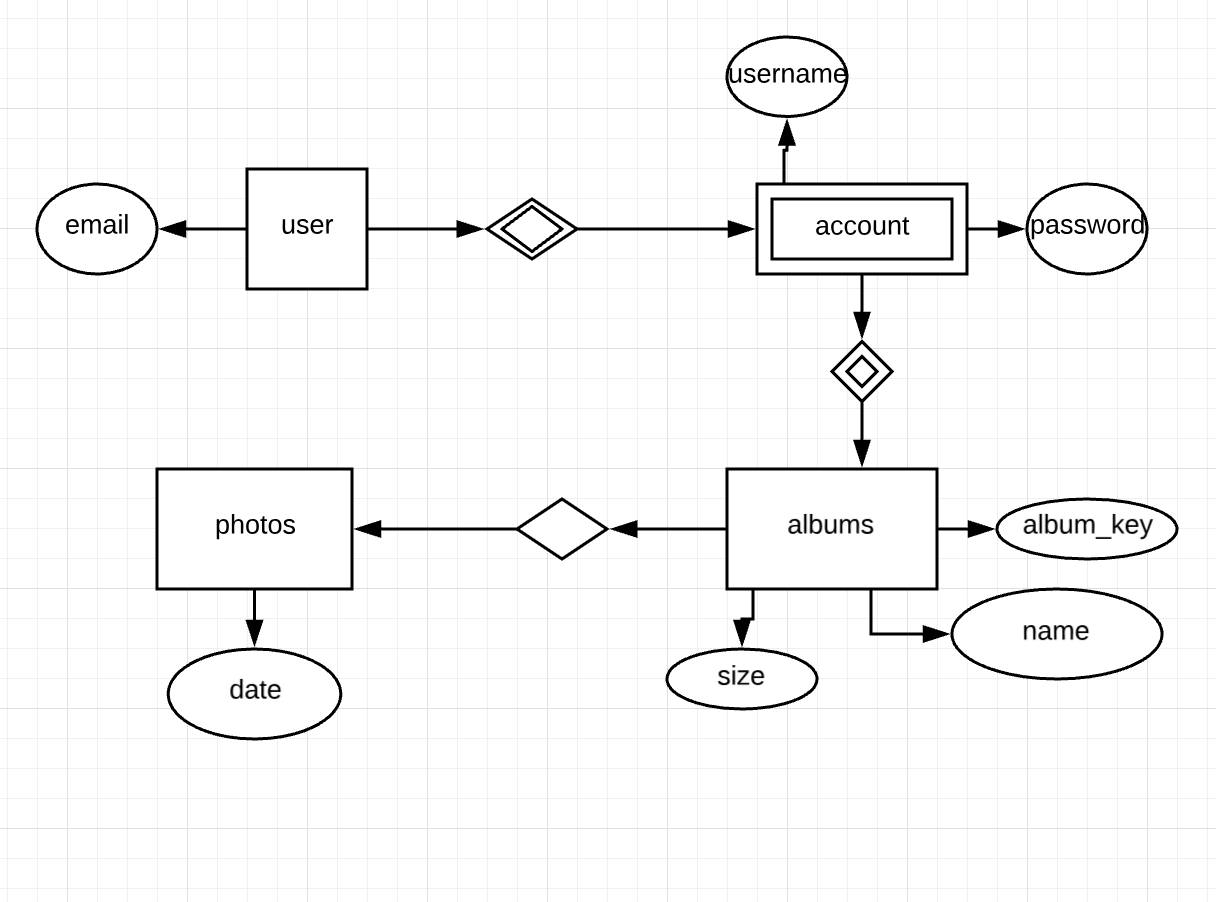 username
email
user
account
password
photos
albums
album_key
name
size
date